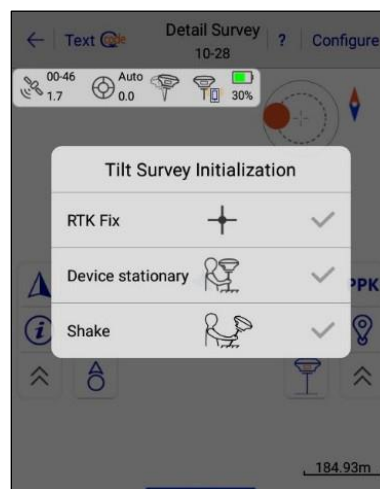 ← Text Code Detail Survey ? Configure
10-28
00-46 Auto
1.7 0.0 30%
Tilt Survey Initialization
RTK Fix
Device stationary
PPK
Shake
184.93m